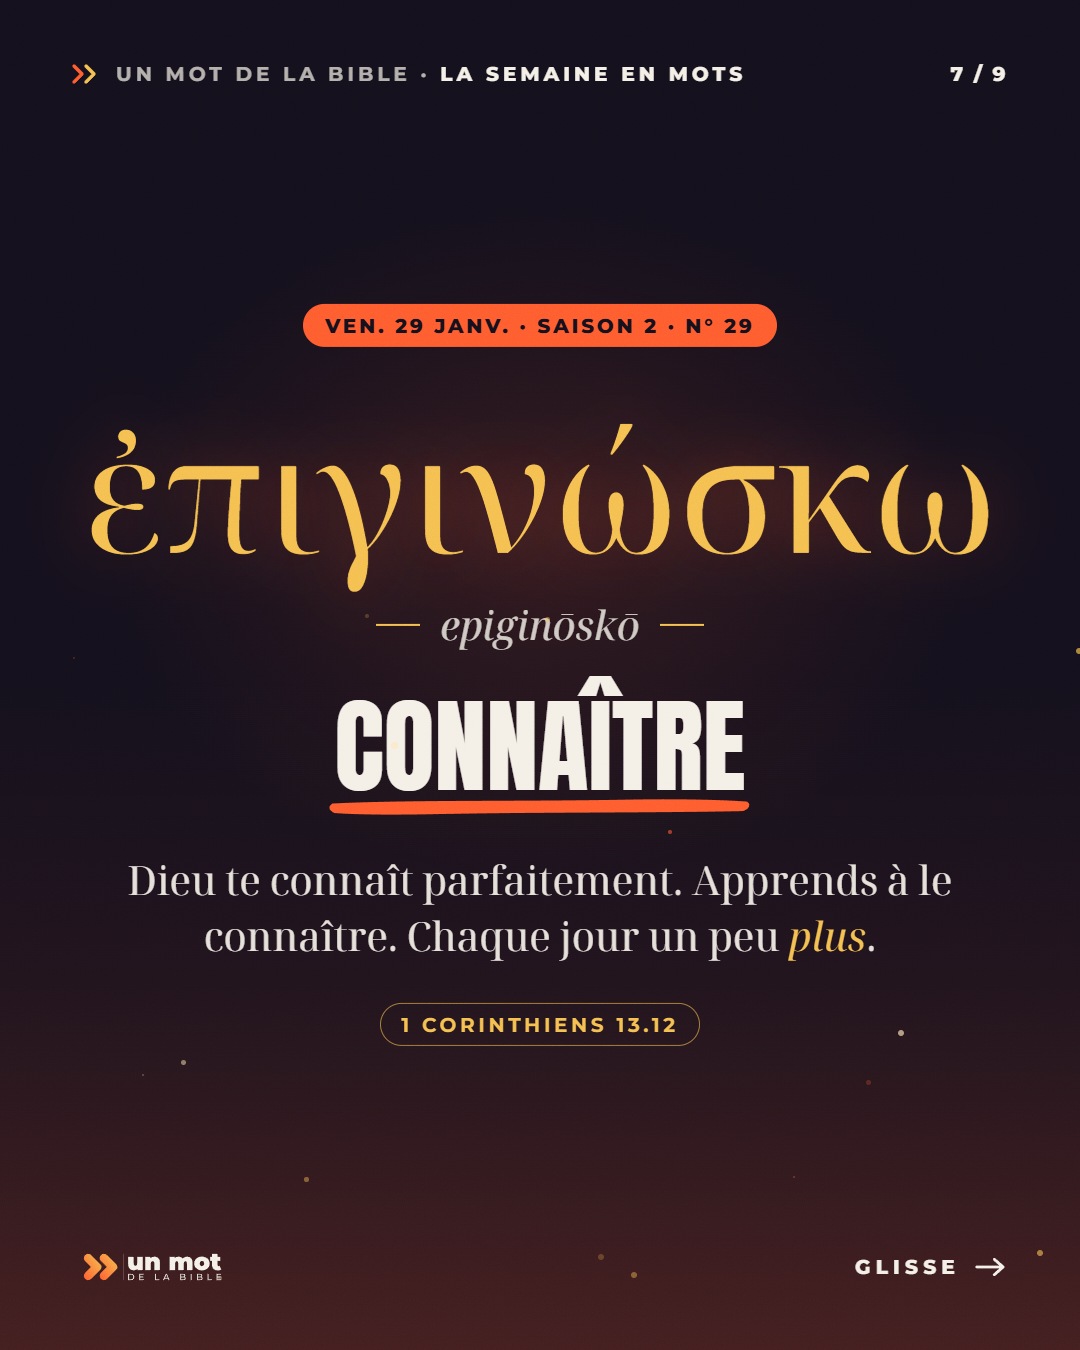 UN MOT DE LA BIBLE · LA SEMAINE EN MOTS
7 / 9
VEN. 29 JANV. · SAISON 2 · N° 29
ἐπιγινώσκω
epiginōskō
CONNAÎTRE
Dieu te connaît parfaitement. Apprends à le
connaître. Chaque jour un peu plus.
1 CORINTHIENS 13.12
un mot
DE LA BIBLE
GLISSE →